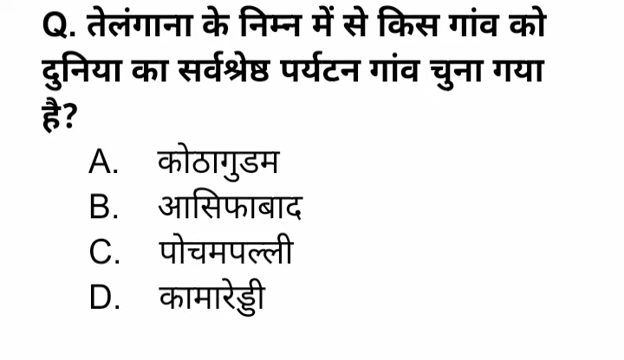 Q. तेलंगाना के निम्न में से किस गांव को
दुनिया का सर्वश्रेष्ठ पर्यटन गांव चुना गया
है?
A. कोठागुडम
B. आसिफाबाद
C. पोचमपल्ली
D. कामारेड्डी